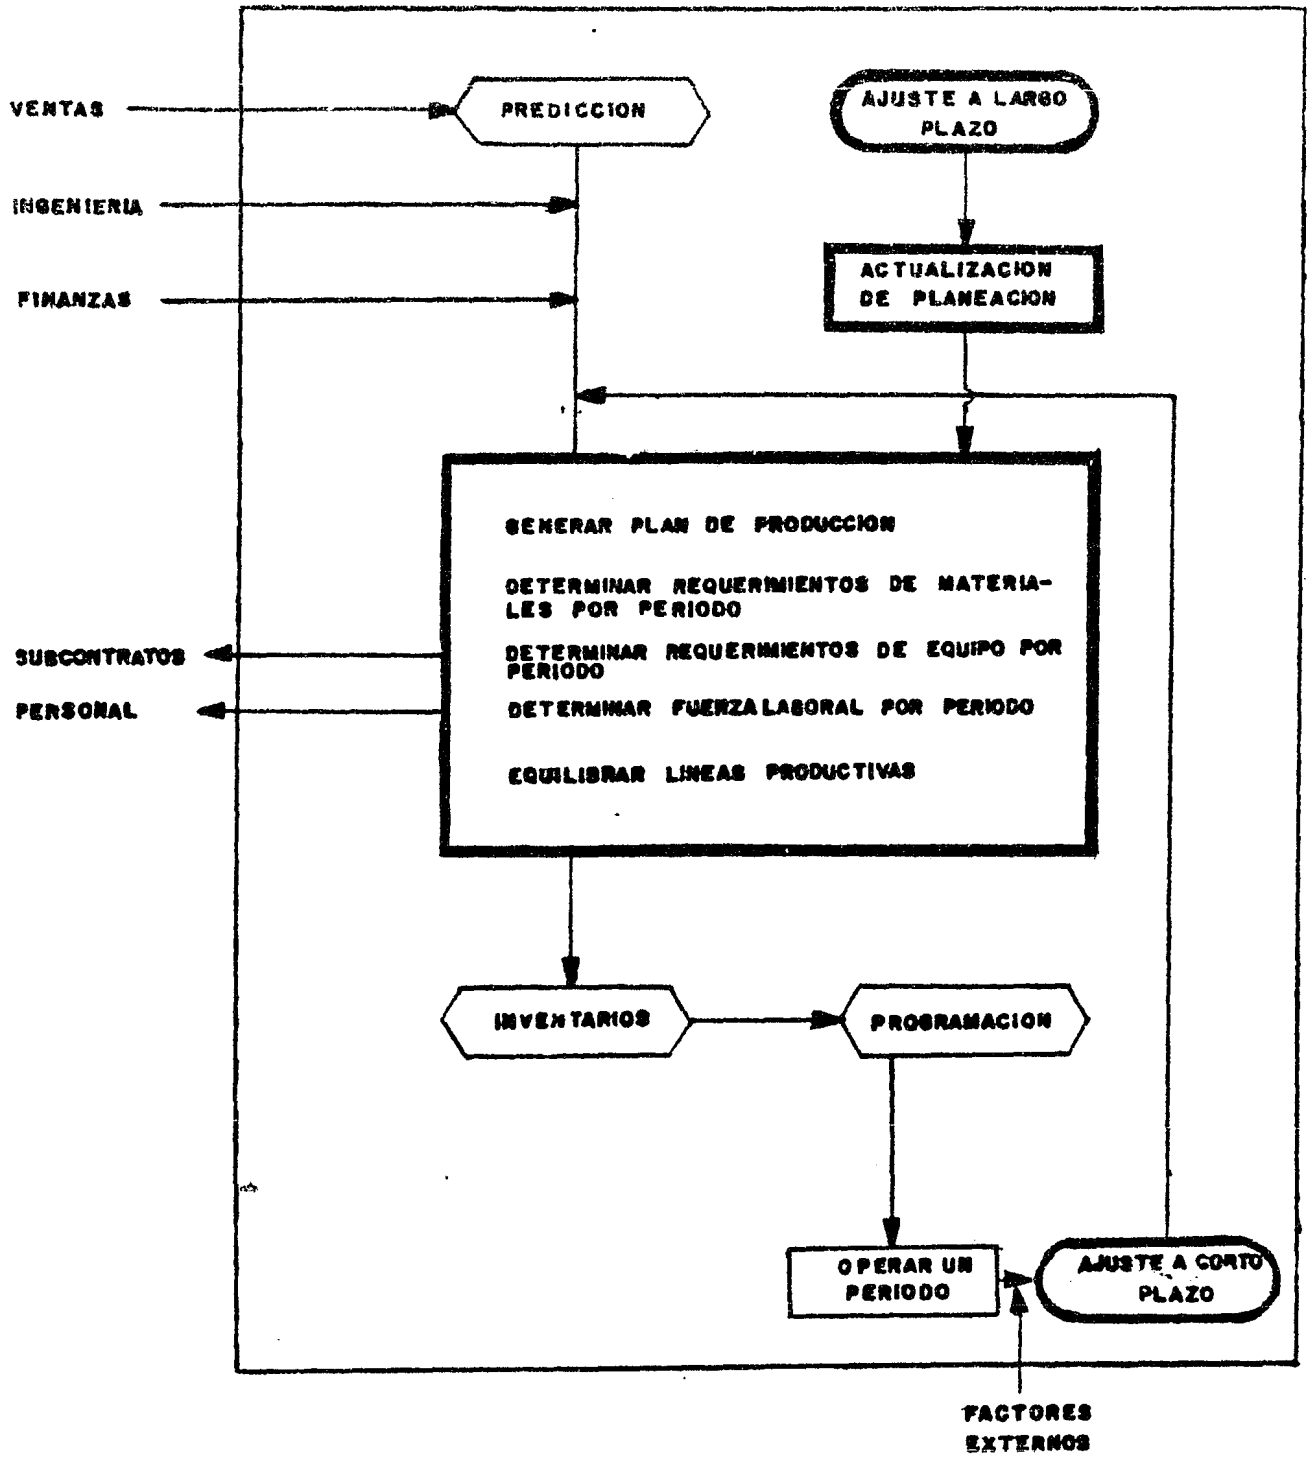 VENTAS
PREDICCION
AJUSTE A LARGO
PLAZO
INGENIERIA
FINANZAS
ACTUALIZACION
DE PLANEACION
GENERAR PLAN DE PRODUCCION
DETERMINAR REQUERIMIENTOS DE MATERIA-
LES POR PERIODO
DETERMINAR REQUERIMIENTOS DE EQUIPO POR
PERIODO
DETERMINAR FUERZA LABORAL POR PERIODO
EQUILIBRAR LINEAS PRODUCTIVAS
SUBCONTRATOS
PERSONAL
INVENTARIOS
PROGRAMACION
OPERAR UN
PERIODO
AJUSTE A CORTO
PLAZO
FACTORES
EXTERNOS